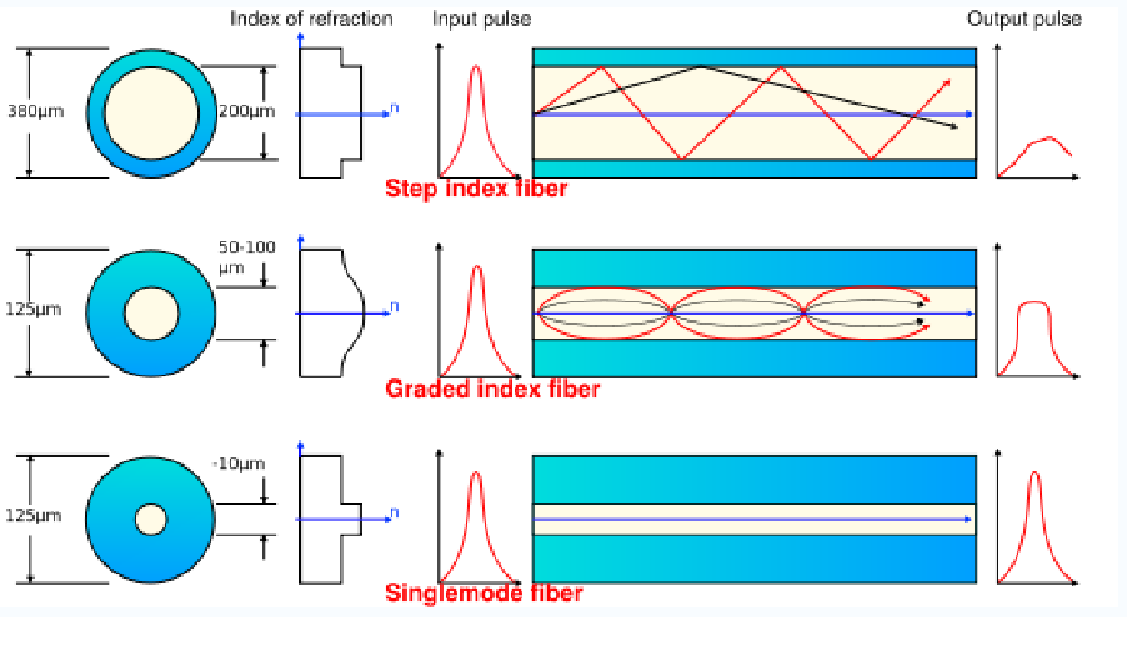 Index of refraction
Input pulse
Output pulse
380µm
200µm
n
Step index fiber
50-100
µm
125µm
n
Graded index fiber
~10µm
125µm
n
Singlemode fiber